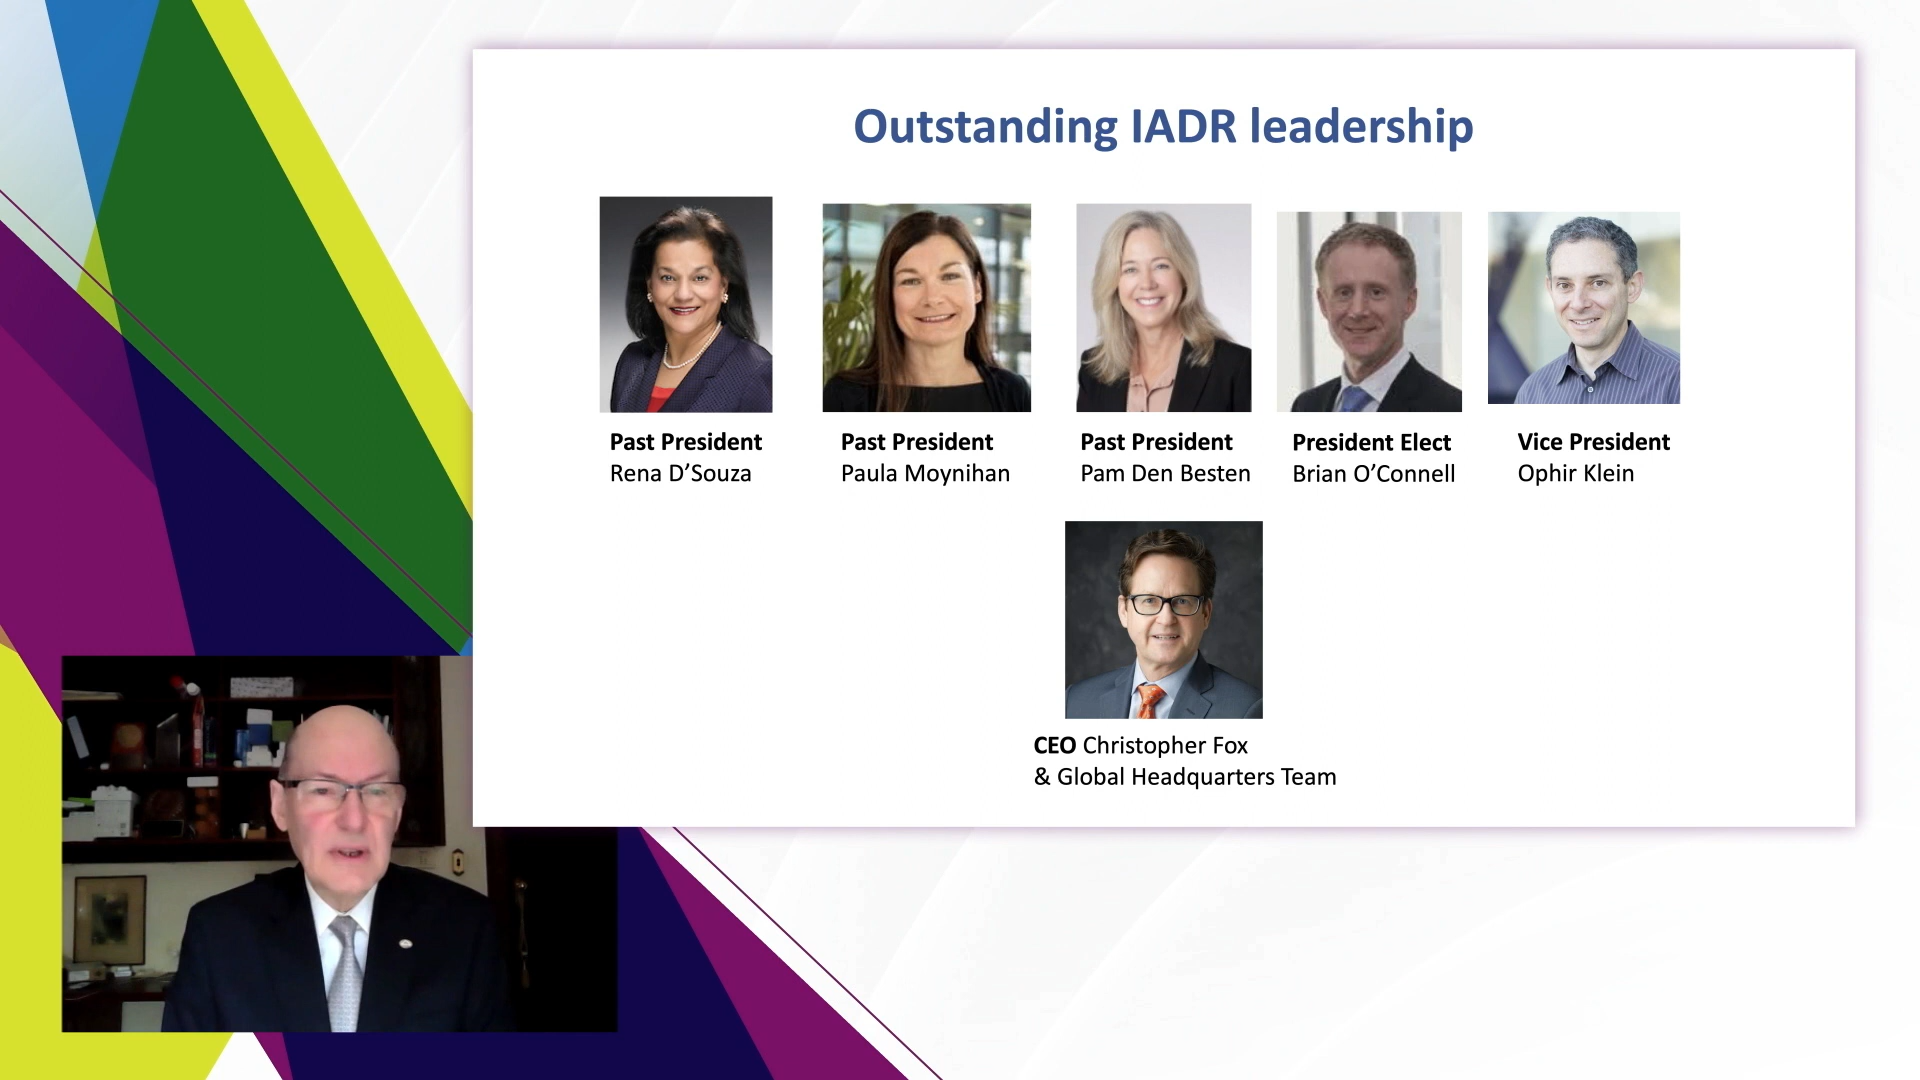 Outstanding IADR leadership
Past President
Rena D’Souza
Past President
Paula Moynihan
Past President
Pam Den Besten
President Elect
Brian O’Connell
Vice President
Ophir Klein
CEO Christopher Fox
& Global Headquarters Team